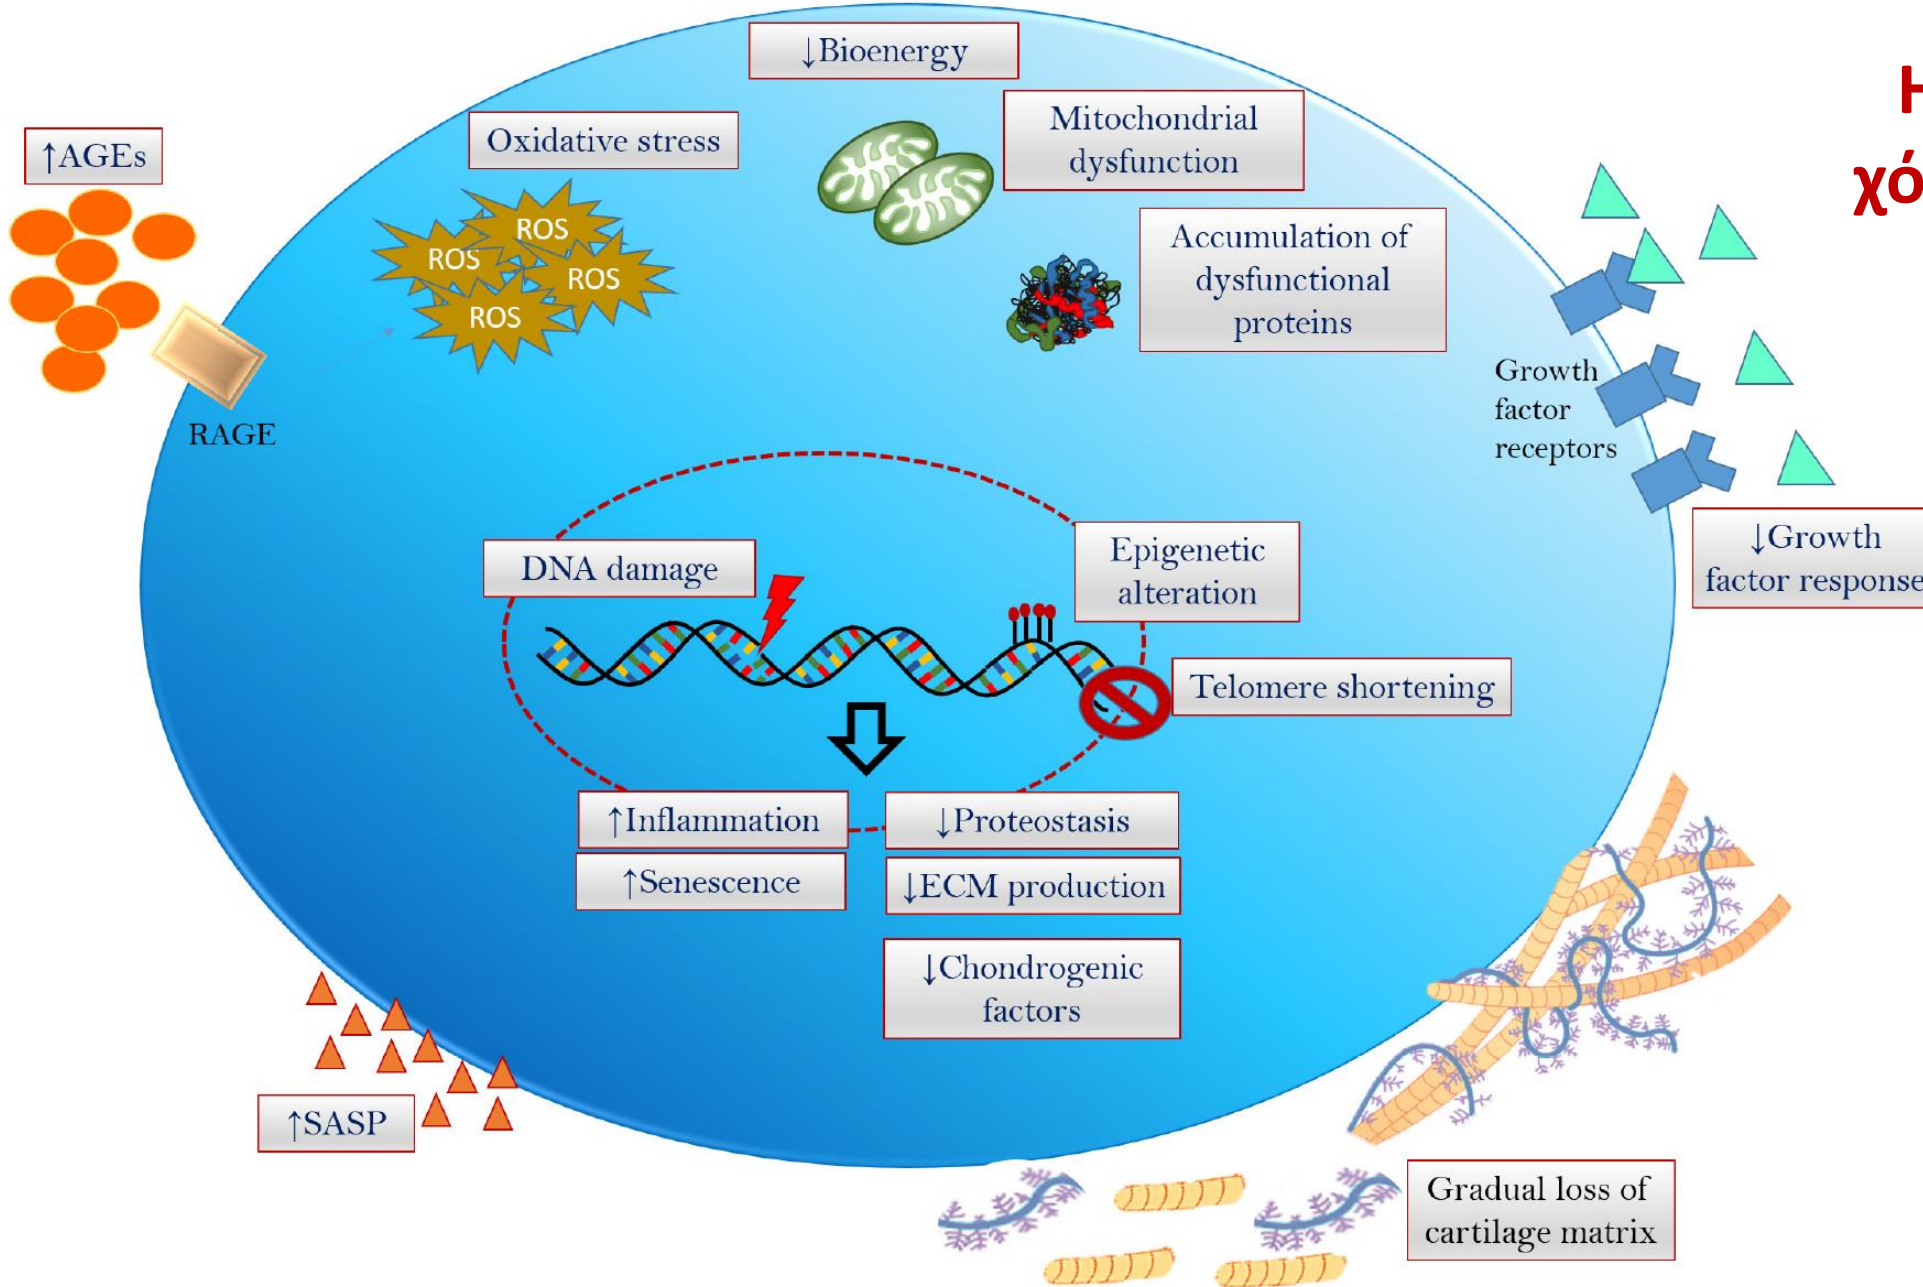 ↓Bioenergy
Η
χό
Mitochondrial
dysfunction
Oxidative stress
↑AGEs
ROS
ROS
ROS
ROS
Accumulation of
dysfunctional
proteins
RAGE
Growth
factor
receptors
↓Growth
factor response
DNA damage
Epigenetic
alteration
Telomere shortening
↑Inflammation
↑Senescence
↓Proteostasis
↓ECM production
↓Chondrogenic
factors
↑SASP
Gradual loss of
cartilage matrix